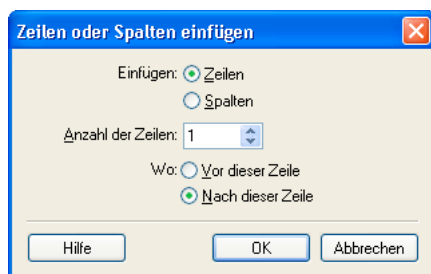 Zeilen oder Spalten einfügen
Einfügen: Zeilen
Spalten
Anzahl der Zeilen: 1
Wo: Vor dieser Zeile
Nach dieser Zeile
Hilfe OK Abbrechen